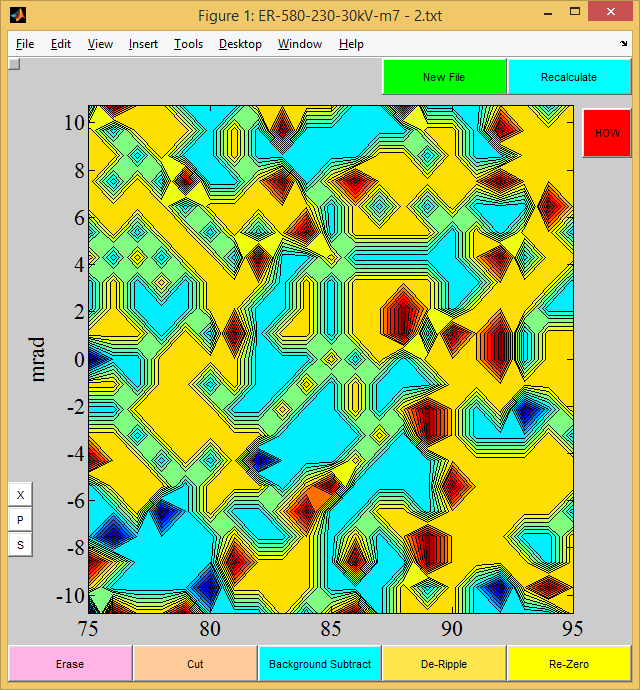 Figure 1: ER-580-230-30kV-m7 - 2.txt
File Edit View Insert Tools Desktop Window Help
New File Recalculate
HOW
10
8
6
4
2
0
-2
-4
-6
-8
-10
mrad
X
P
S
75 80 85 90 95
Erase Cut Background Subtract De-Ripple Re-Zero